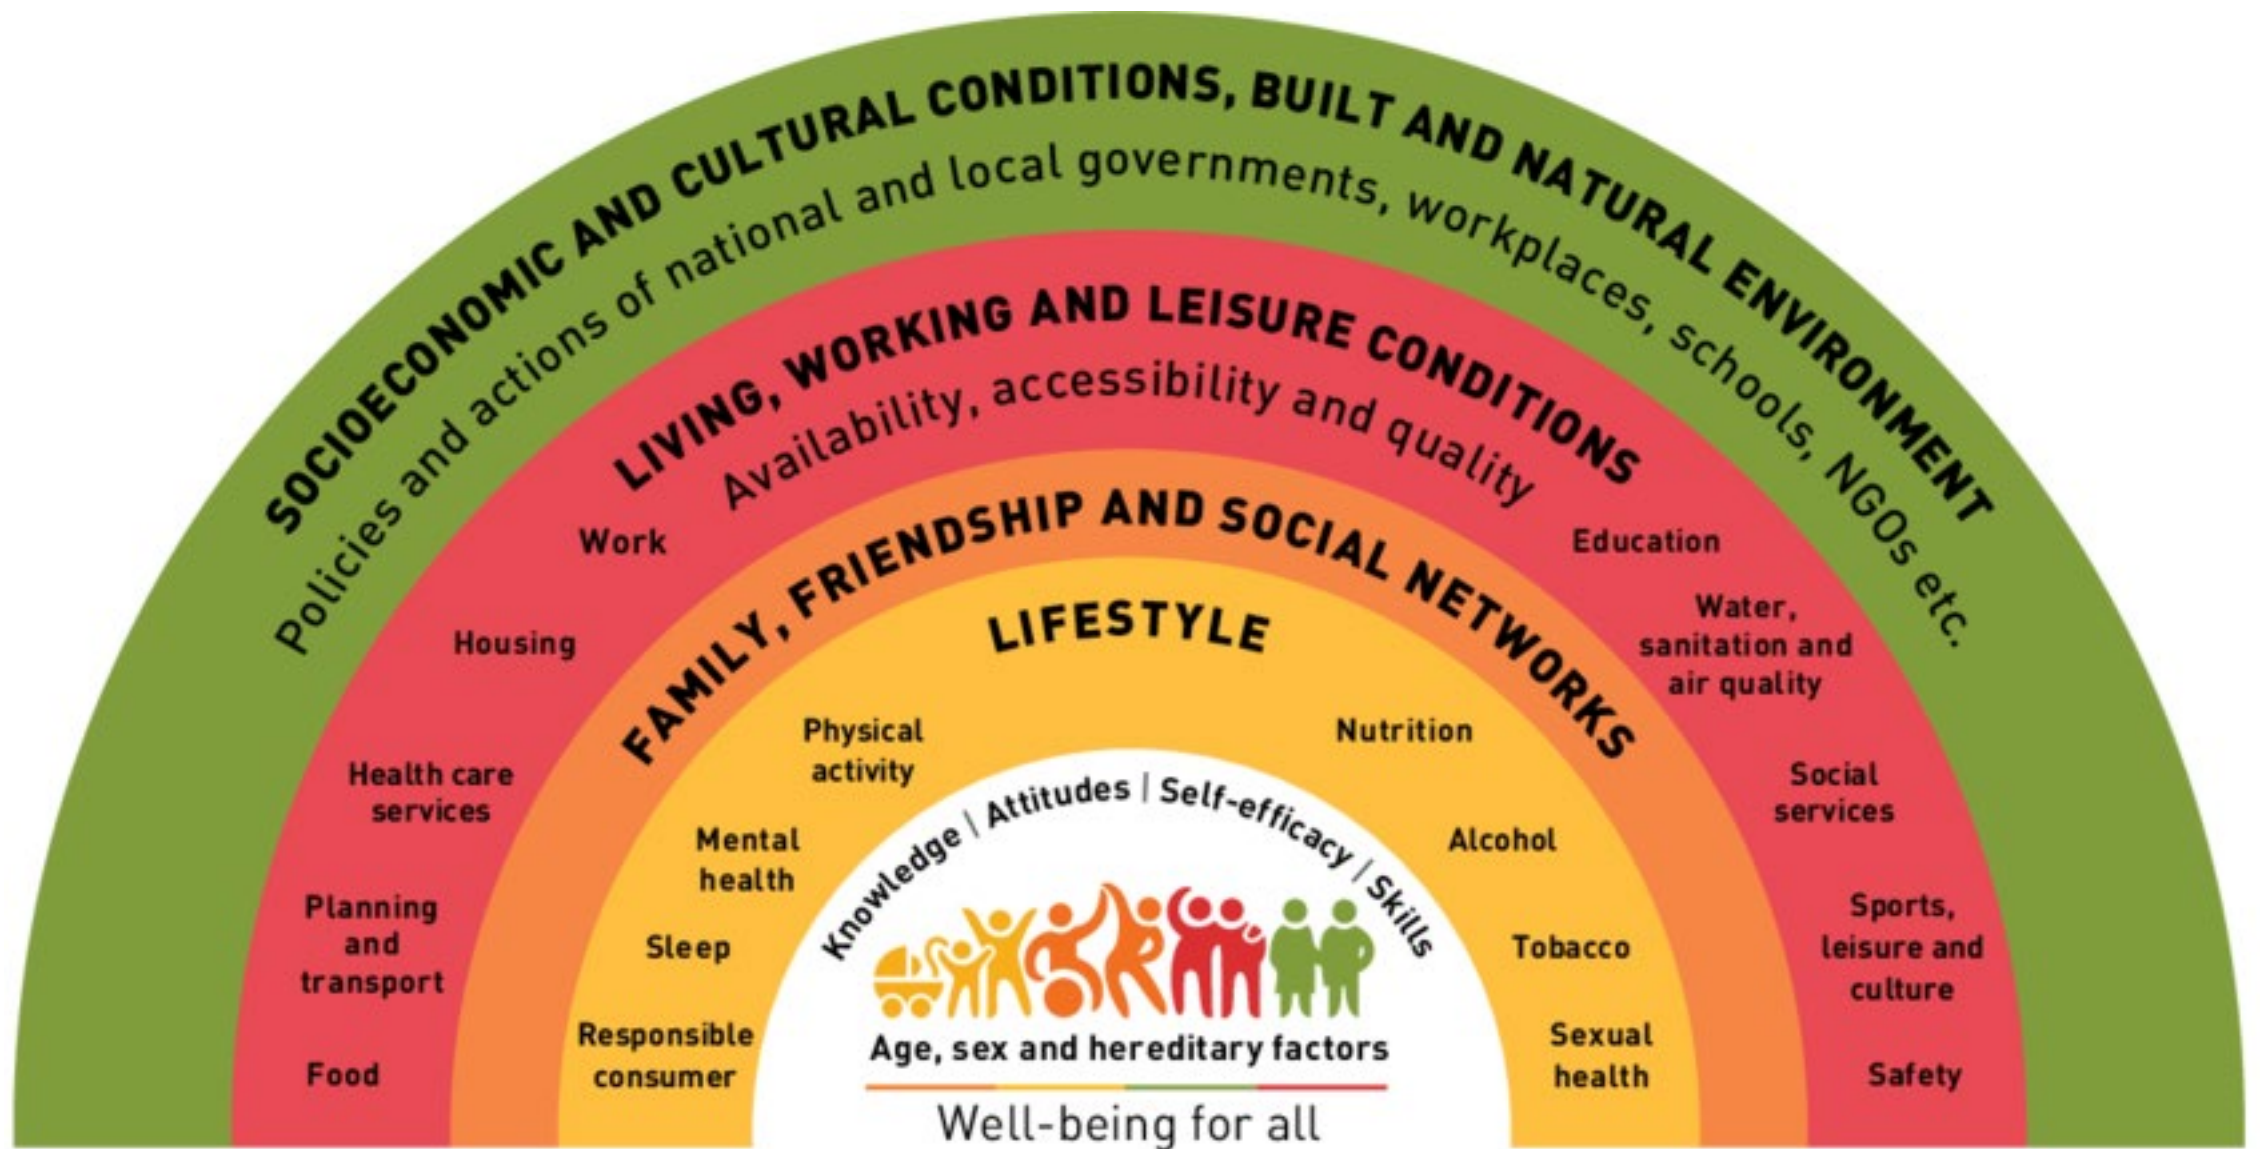 SOCIOECONOMIC AND CULTURAL CONDITIONS, BUILT AND NATURAL ENVIRONMENT
Policies and actions of national and local governments, workplaces, schools, NGOs etc.
LIVING, WORKING AND LEISURE CONDITIONS
Availability, accessibility and quality
Work
Housing
Health care
services
Planning
and
transport
Food
Education
Water,
sanitation and
air quality
Social
services
Sports,
leisure and
culture
Safety
FAMILY, FRIENDSHIP AND SOCIAL NETWORKS
LIFESTYLE
Physical
activity
Mental
health
Sleep
Responsible
consumer
Nutrition
Alcohol
Tobacco
Sexual
health
Knowledge | Attitudes | Self-efficacy | Skills
Age, sex and hereditary factors
Well-being for all